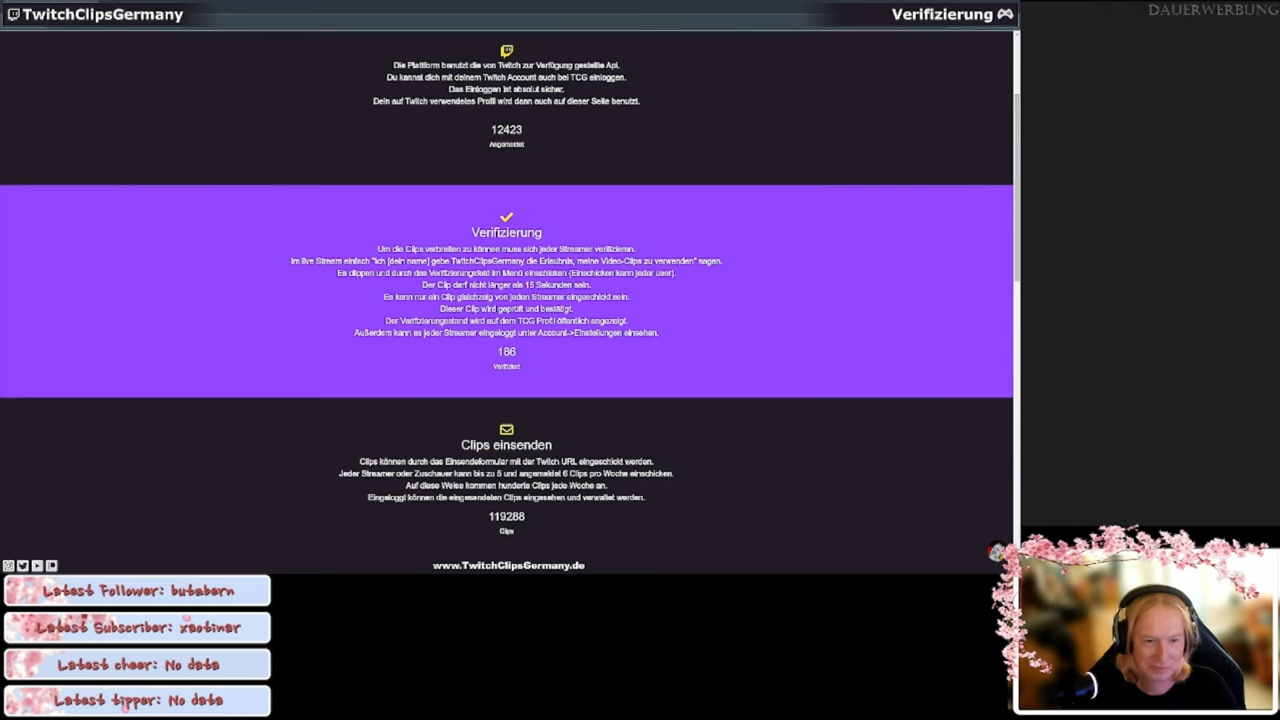 TwitchClipsGermany
Verifizierung
DAUERWERBUNG
Die Plattform benutzt die von Twitch zur Verfügung gestellte Api.
Du kannst dich mit deinem Twitch Account auch bei TCG einloggen.
Das Einloggen ist absolut sicher.
Dein auf Twitch verwendetes Profil wird dann auch auf dieser Seite benutzt.
12423
Angemeldet
Verifizierung
Um die Clips verbreiten zu können muss sich jeder Streamer verifizieren.
Im live Stream einfach "Ich [dein name] gebe TwitchClipsGermany die Erlaubnis, meine Video-Clips zu verwenden" sagen.
Es clippen und durch das Verifizierungsfeld im Menü einschicken (Einschicken kann jeder user).
Der Clip darf nicht länger als 15 Sekunden sein.
Es kann nur ein Clip gleichzeig von jeden Streamer eingeschickt sein.
Dieser Clip wird geprüft und bestätigt.
Der Verifizierungsstand wird auf dem TCG Profil öffentlich angezeigt.
Außerdem kann es jeder Streamer eingeloggt unter Account->Einstellungen einsehen.
186
Verifiziert
Clips einsenden
Clips können durch das Einsendeformular mit der Twitch URL eingeschickt werden.
Jeder Streamer oder Zuschauer kann bis zu 5 und angemeldet 6 Clips pro Woche einschicken.
Auf diese Weise kommen hunderte Clips jede Woche an.
Eingeloggt können die eingesendeten Clips eingesehen und verwaltet werden.
119288
Clips
www.TwitchClipsGermany.de
Latest Follower: butabern
Latest Subscriber: xaotinar
Latest cheer: No data
Latest tipper: No data